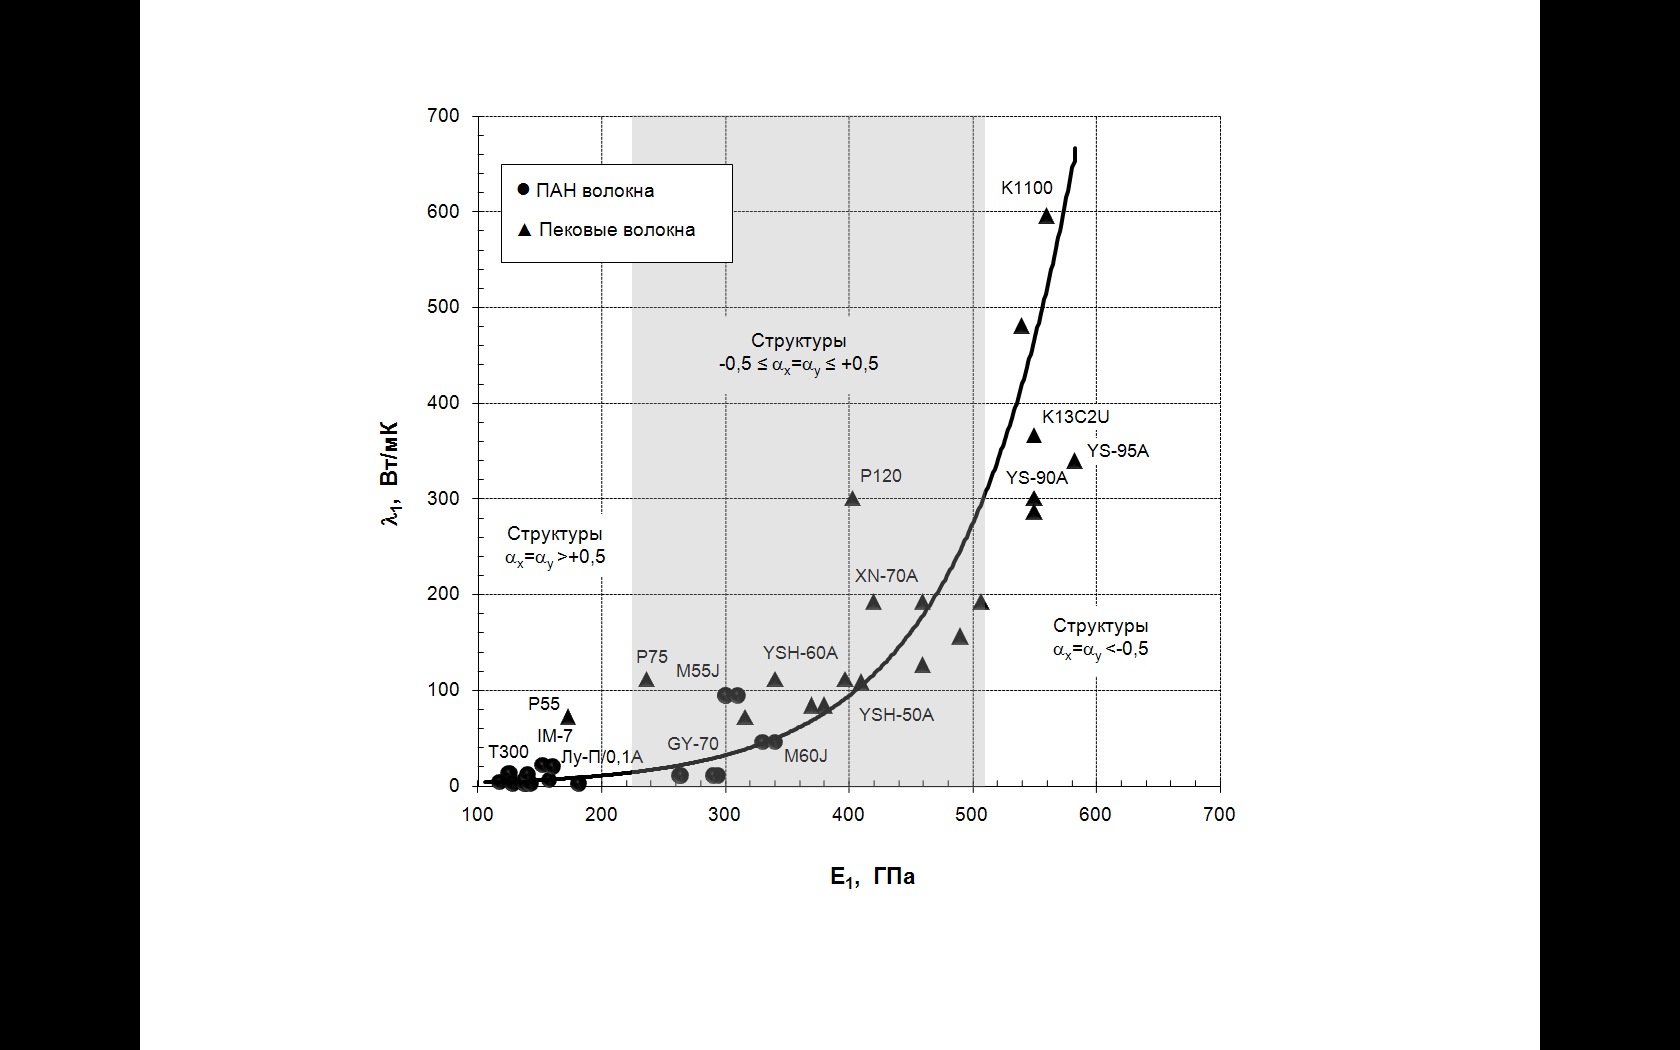 700
600
500
400
300
200
100
0
ПАН волокна
Пековые волокна
K1100
Структуры
-0,5 ≤ αx=αy ≤ +0,5
K13C2U
YS-95A
YS-90A
P120
Структуры
αx=αy >+0,5
XN-70A
Структуры
αx=αy <-0,5
P75
M55J
YSH-60A
P55
YSH-50A
IM-7
T300
Лу-П/0,1А
GY-70
M60J
100 200 300 400 500 600 700
λ1, Вт/мК
E1, ГПа